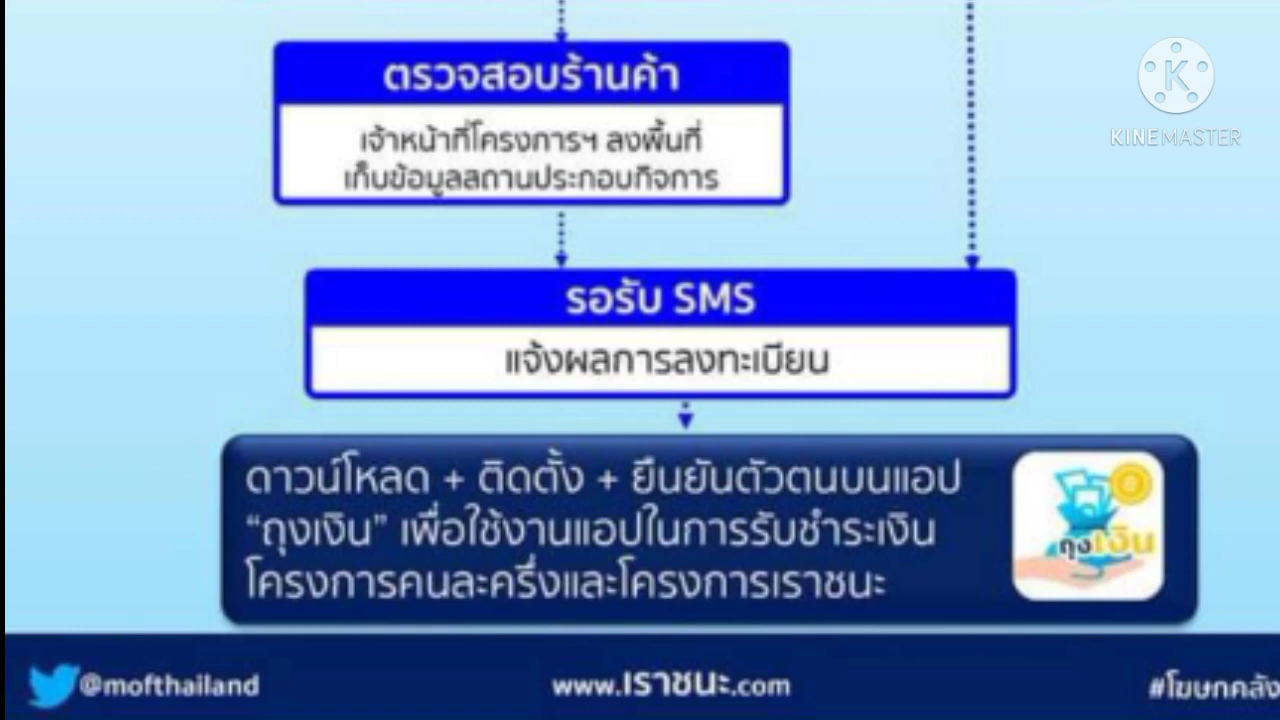 ตรวจสอบร้านค้า
KINEMASTER
เจ้าหน้าที่โครงการฯ ลงพื้นที่
เก็บข้อมูลสถานประกอบกิจการ
รอรับ SMS
แจ้งผลการลงทะเบียน
ดาวน์โหลด + ติดตั้ง + ยืนยันตัวตนบนแอป
“ถุงเงิน” เพื่อใช้งานแอปในการรับชำระเงิน
โครงการคนละครึ่งและโครงการเราชนะ
ถุงเงิน
@mofthailand
www.เราชนะ.com
#โฆษกคลัง